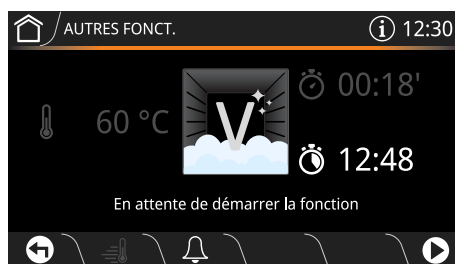 AUTRES FONCT.
i 12:30
00:18'
60 °C
V
12:48
En attente de démarrer la fonction